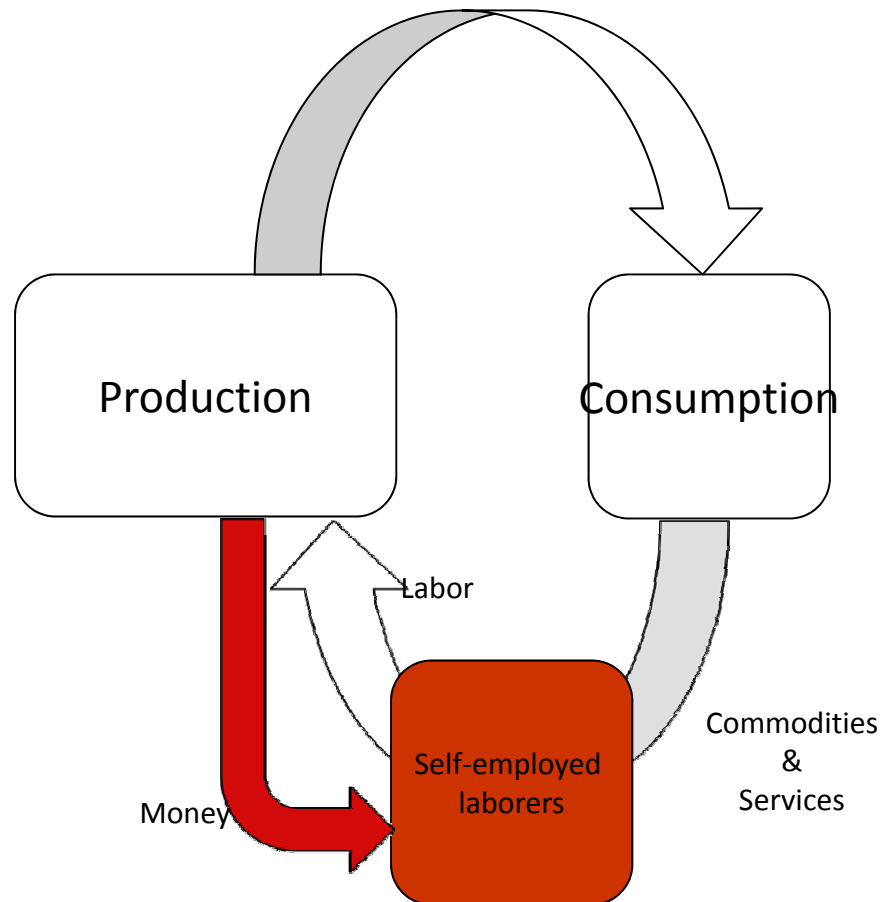 Production
Consumption
Labor
Self-employed
laborers
Commodities
&
Services
Money